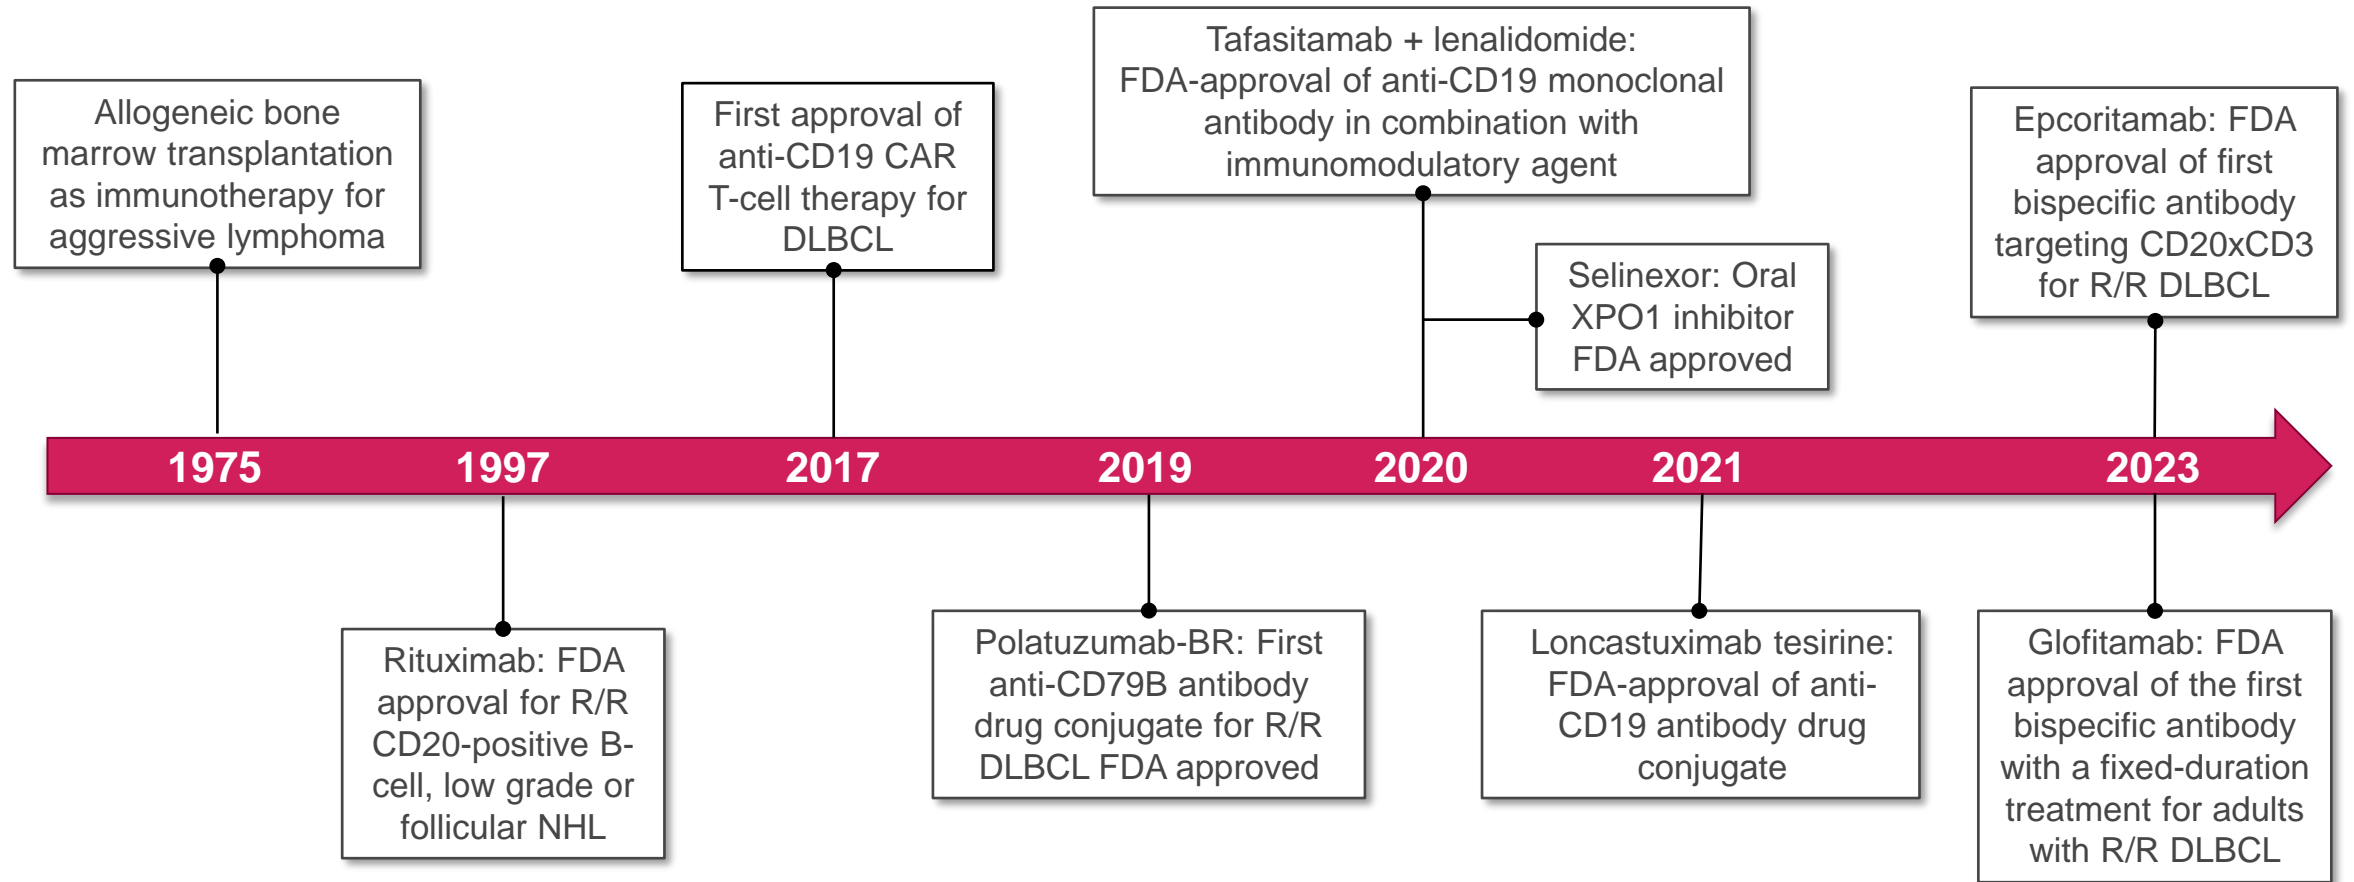 Allogeneic bone
marrow transplantation
as immunotherapy for
aggressive lymphoma
First approval of
anti-CD19 CAR
T-cell therapy for
DLBCL
Tafasitamab + lenalidomide:
FDA-approval of anti-CD19 monoclonal
antibody in combination with
immunomodulatory agent
Selinexor: Oral
XPO1 inhibitor
FDA approved
Epcoritamab: FDA
approval of first
bispecific antibody
targeting CD20xCD3
for R/R DLBCL
1975 1997 2017 2019 2020 2021 2023
Rituximab: FDA
approval for R/R
CD20-positive B-
cell, low grade or
follicular NHL
Polatuzumab-BR: First
anti-CD79B antibody
drug conjugate for R/R
DLBCL FDA approved
Loncastuximab tesirine:
FDA-approval of anti-
CD19 antibody drug
conjugate
Glofitamab: FDA
approval of the first
bispecific antibody
with a fixed-duration
treatment for adults
with R/R DLBCL